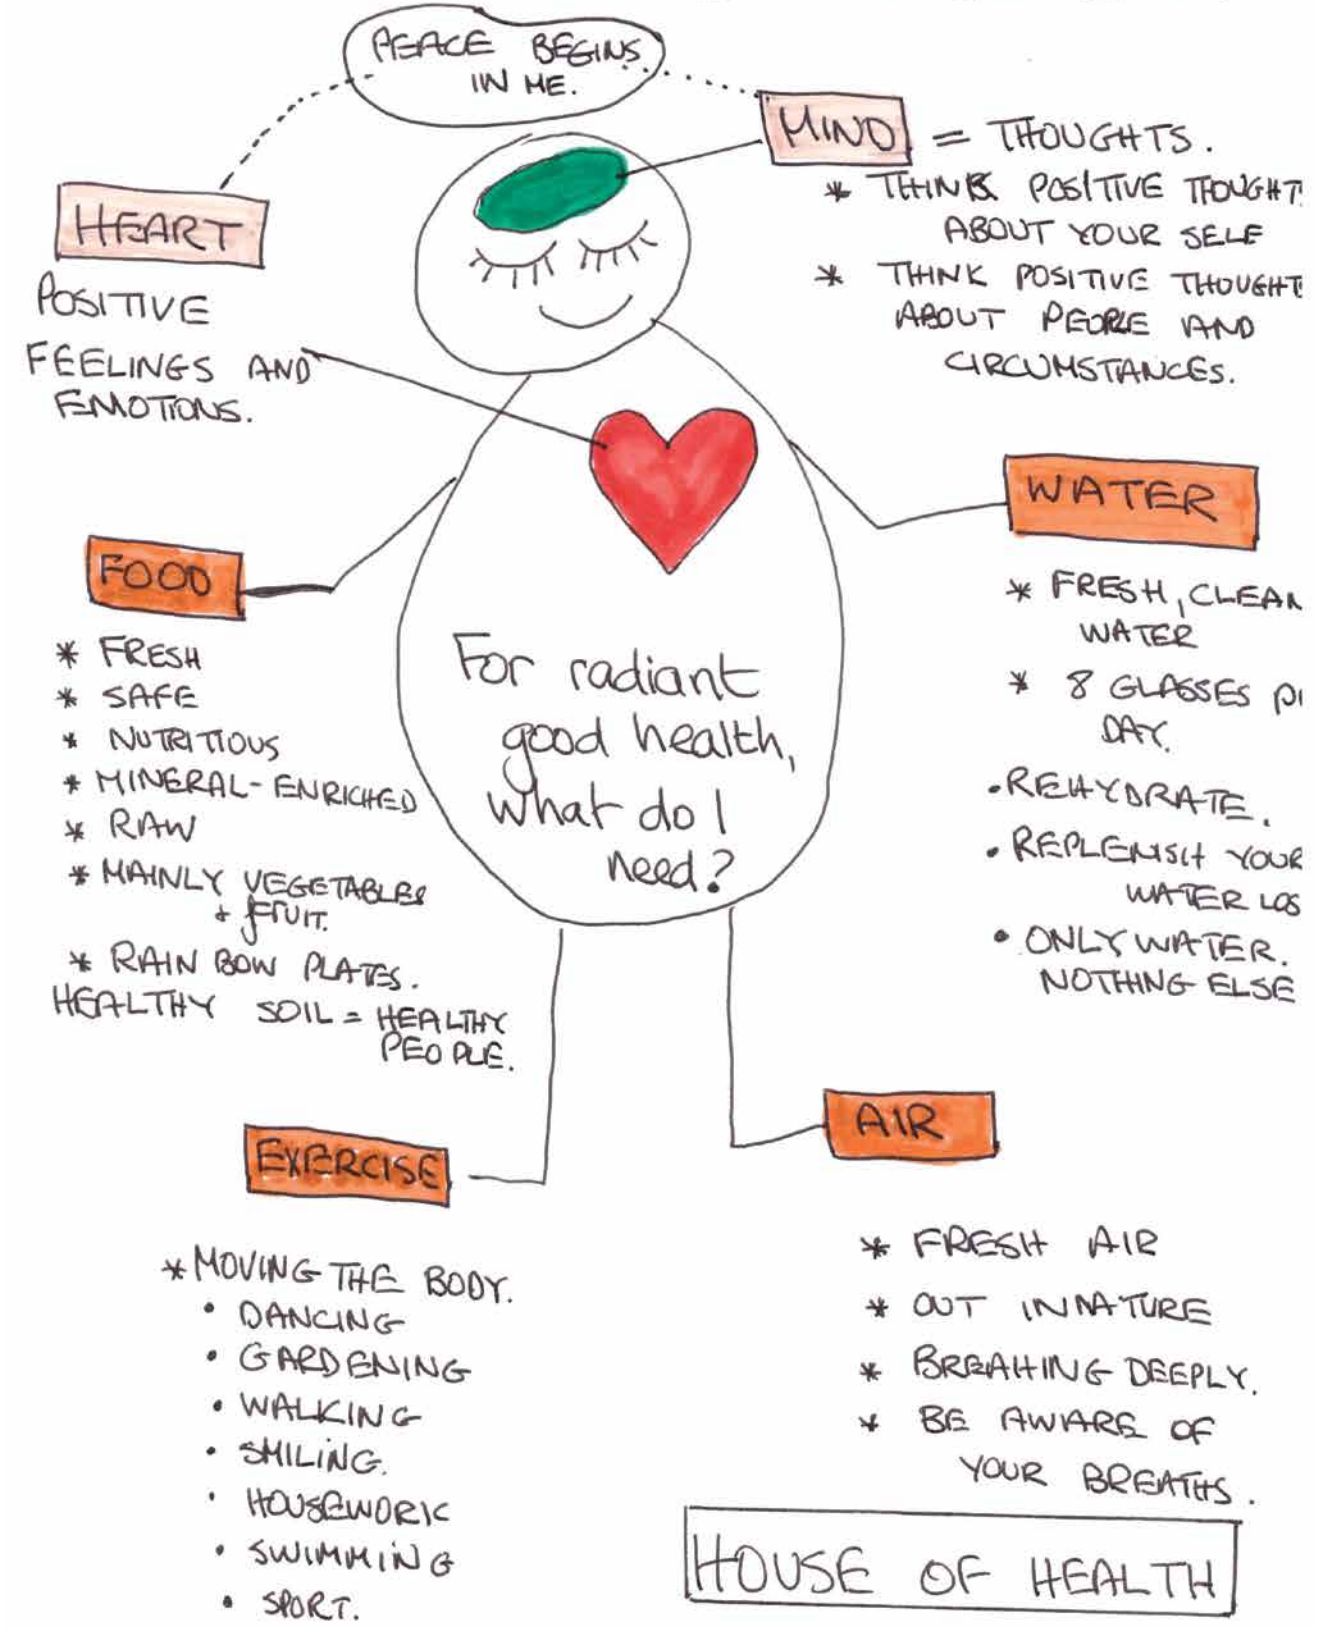 PEACE BEGINS
IN ME.
HEART
POSITIVE
FEELINGS AND
EMOTIONS.
MIND = THOUGHTS.
* THINK POSITIVE THOUGHT
ABOUT YOUR SELF
* THINK POSITIVE THOUGHT
ABOUT PEOPLE AND
CIRCUMSTANCES.
WATER
* FRESH, CLEAN
WATER
* 8 GLASSES
DAY.
• REHYDRATE.
• REPLENISH YOUR
WATER LOS
• ONLY WATER.
NOTHING ELSE
FOOD
* FRESH
* SAFE
* NUTRITIOUS
* MINERAL-ENRICHED
* RAW
* MAINLY VEGETABLES
+ FRUIT.
* RAIN BOW PLATES.
HEALTHY SOIL = HEALTHY
PEOPLE.
For radiant
good health,
what do I
need?
EXERCISE
* MOVING THE BODY.
• DANCING
• GARDENING
• WALKING
• SMILING.
• HOUSEWORK
• SWIMMING
• SPORT.
AIR
* FRESH AIR
* OUT IN NATURE
* BREAHING DEEPLY.
* BE AWARE OF
YOUR BREATHS.
HOUSE OF HEALTH